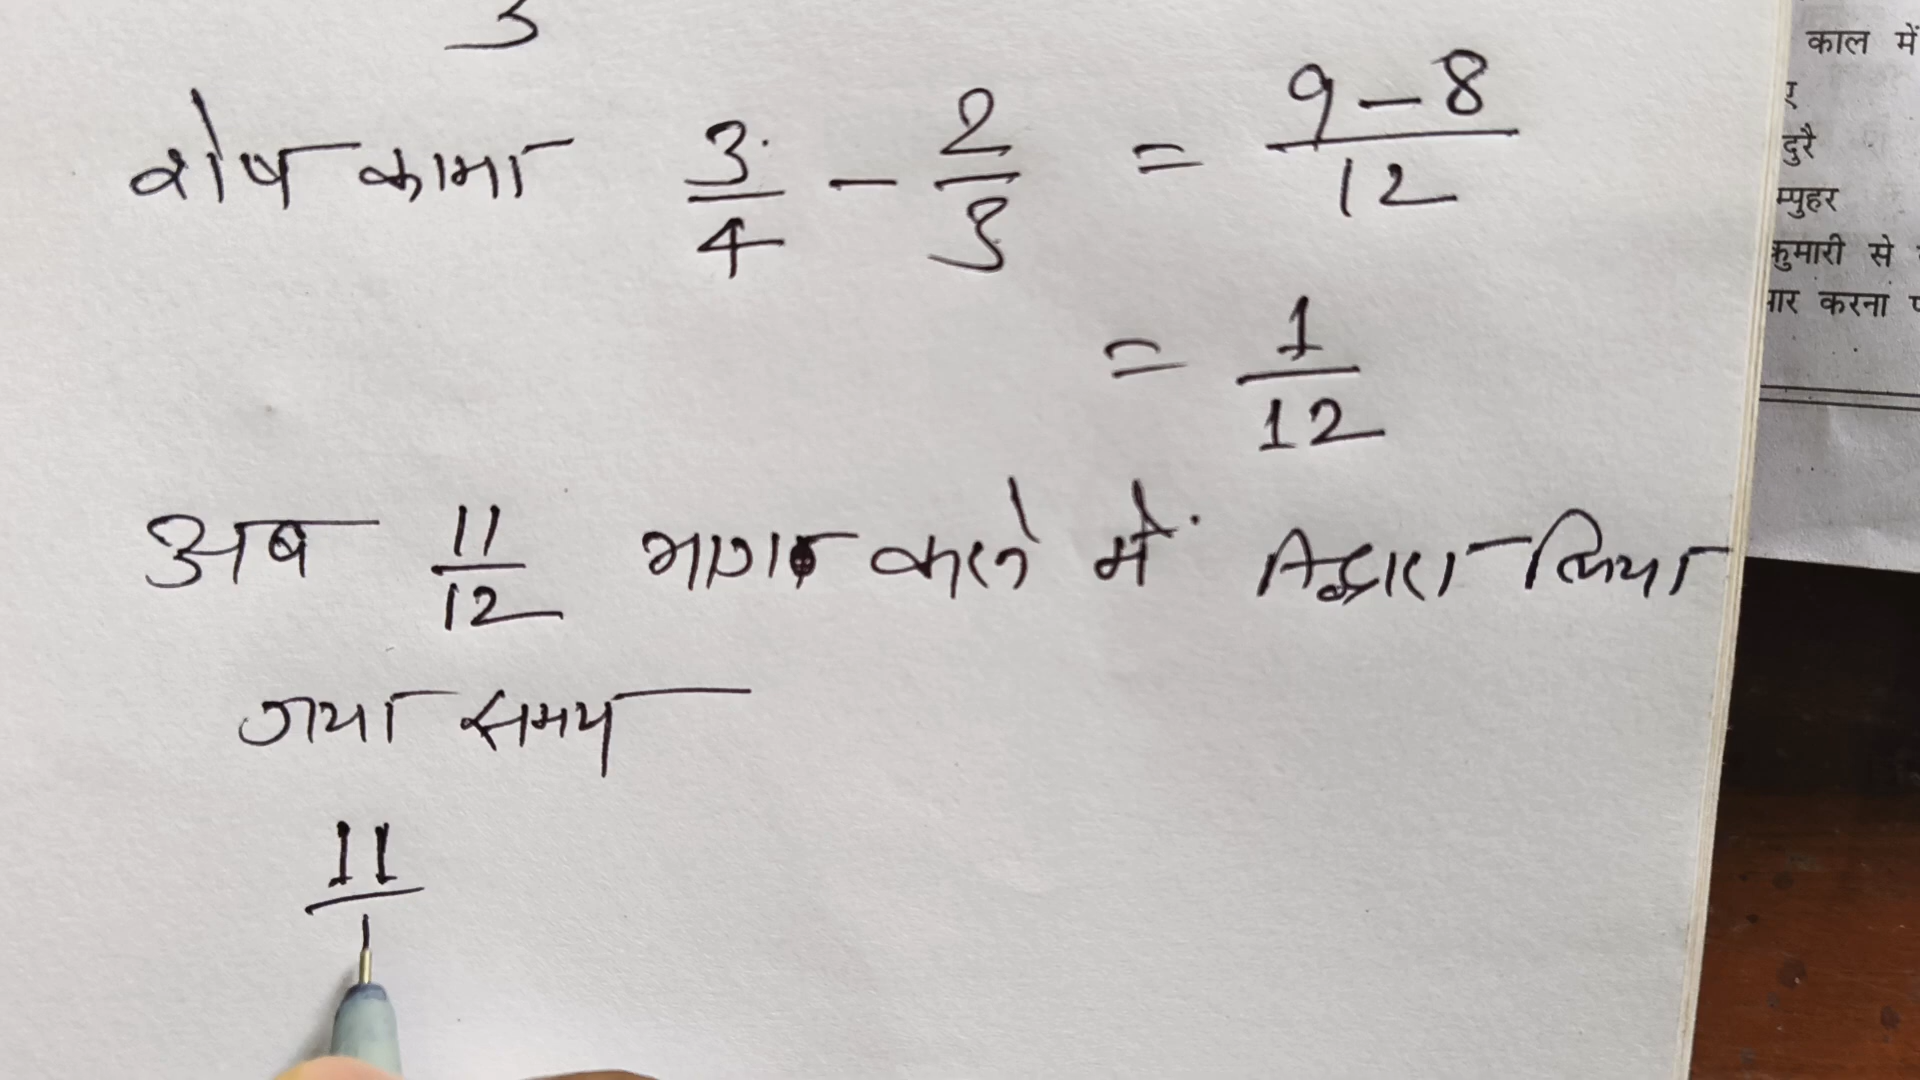 3
शेष काम 3/4 - 2/3 = 9-8/12
= 1/12
अब 11/12 भाग करने में A द्वारा लिया
गया समय
11
काल में
ए
दुरै
म्पुहर
कुमारी से
पार करना प